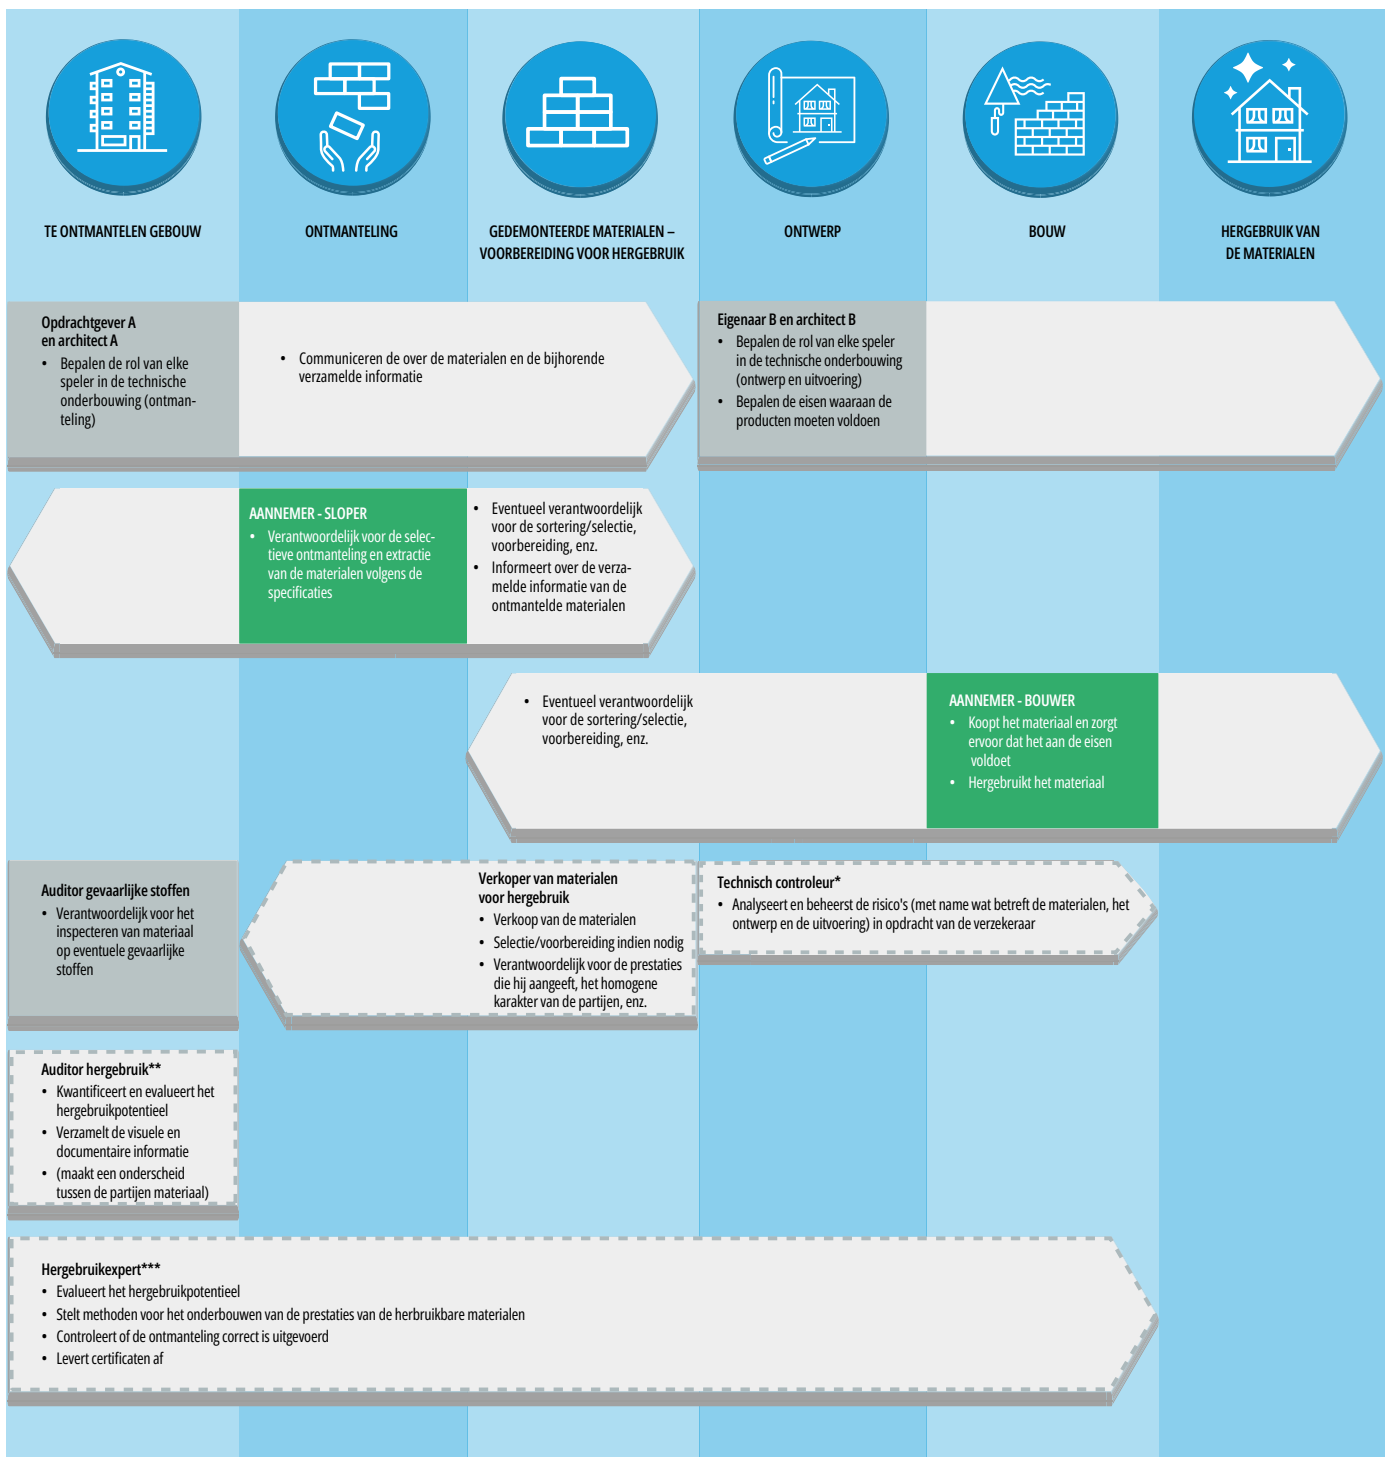 TE ONTMANTELEN GEBOUW
ONTMANTELING
GEDEMONTEERDE MATERIALEN –
VOORBEREIDING VOOR HERGEBRUIK
ONTWERP
BOUW
HERGEBRUIK VAN
DE MATERIALEN
Opdrachtgever A
en architect A
• Bepalen de rol van elke
speler in de technische
onderbouwing (ontman-
teling)
• Communiceren de over de materialen en de bijhorende
verzamelde informatie
Eigenaar B en architect B
• Bepalen de rol van elke speler
in de technische onderbouwing
(ontwerp en uitvoering)
• Bepalen de eisen waaraan de
producten moeten voldoen
AANNEMER - SLOPER
• Verantwoordelijk voor de selec-
tieve ontmanteling en extractie
van de materialen volgens de
specificaties
• Eventueel verantwoordelijk
voor de sortering/selectie,
voorbereiding, enz.
• Informeert over de verza-
melde informatie van de
ontmantelde materialen
• Eventueel verantwoordelijk
voor de sortering/selectie,
voorbereiding, enz.
AANNEMER - BOUWER
• Koopt het materiaal en zorgt
ervoor dat het aan de eisen
voldoet
• Hergebruikt het materiaal
Auditor gevaarlijke stoffen
• Verantwoordelijk voor het
inspecteren van materiaal
op eventuele gevaarlijke
stoffen
Verkoper van materialen
voor hergebruik
• Verkoop van de materialen
• Selectie/voorbereiding indien nodig
• Verantwoordelijk voor de prestaties
die hij aangeeft, het homogene
karakter van de partijen, enz.
Technisch controleur*
• Analyseert en beheerst de risico's (met name wat betreft de materialen, het
ontwerp en de uitvoering) in opdracht van de verzekeraar
Auditor hergebruik**
• Kwantificeert en evalueert het
hergebruikpotentieel
• Verzamelt de visuele en
documentaire informatie
• (maakt een onderscheid
tussen de partijen materiaal)
Hergebruikexpert***
• Evalueert het hergebruikpotentieel
• Stelt methoden voor het onderbouwen van de prestaties van de herbruikbare materialen
• Controleert of de ontmanteling correct is uitgevoerd
• Levert certificaten af